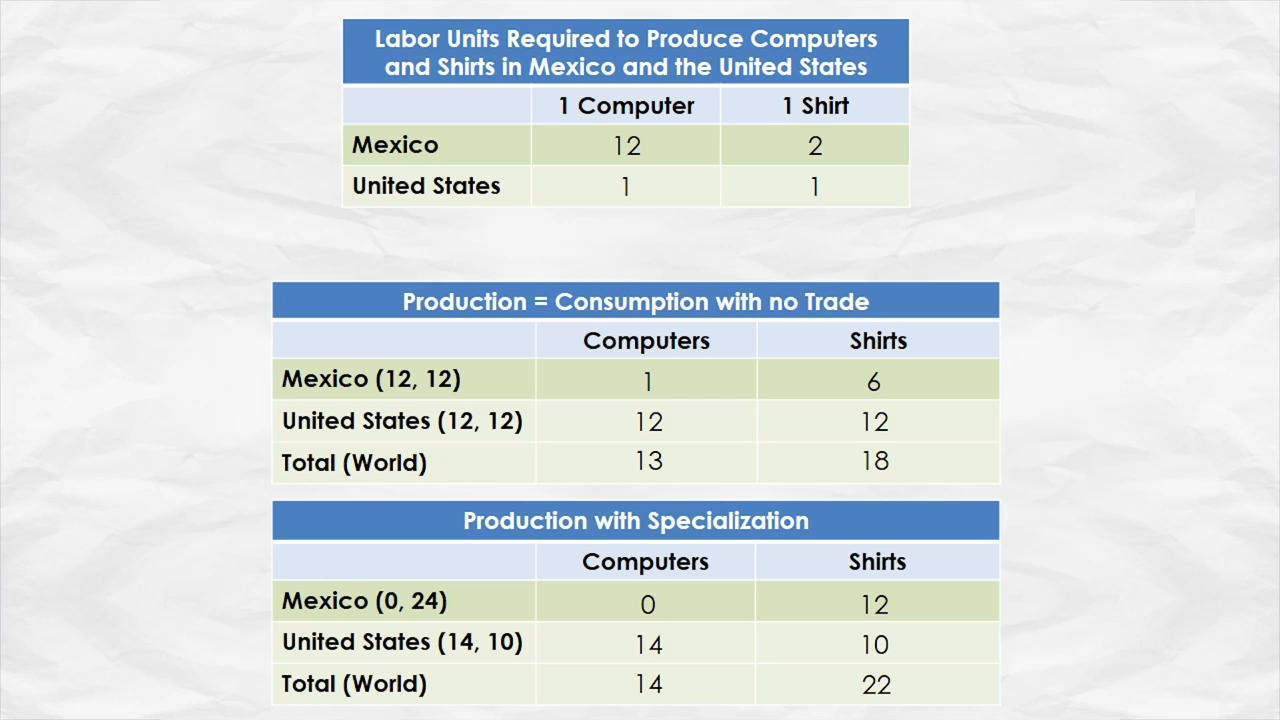 Labor Units Required to Produce Computers
and Shirts in Mexico and the United States
1 Computer 1 Shirt
Mexico 12 2
United States 1 1
Production = Consumption with no Trade
Computers Shirts
Mexico (12, 12) 1 6
United States (12, 12) 12 12
Total (World) 13 18
Production with Specialization
Computers Shirts
Mexico (0, 24) 0 12
United States (14, 10) 14 10
Total (World) 14 22